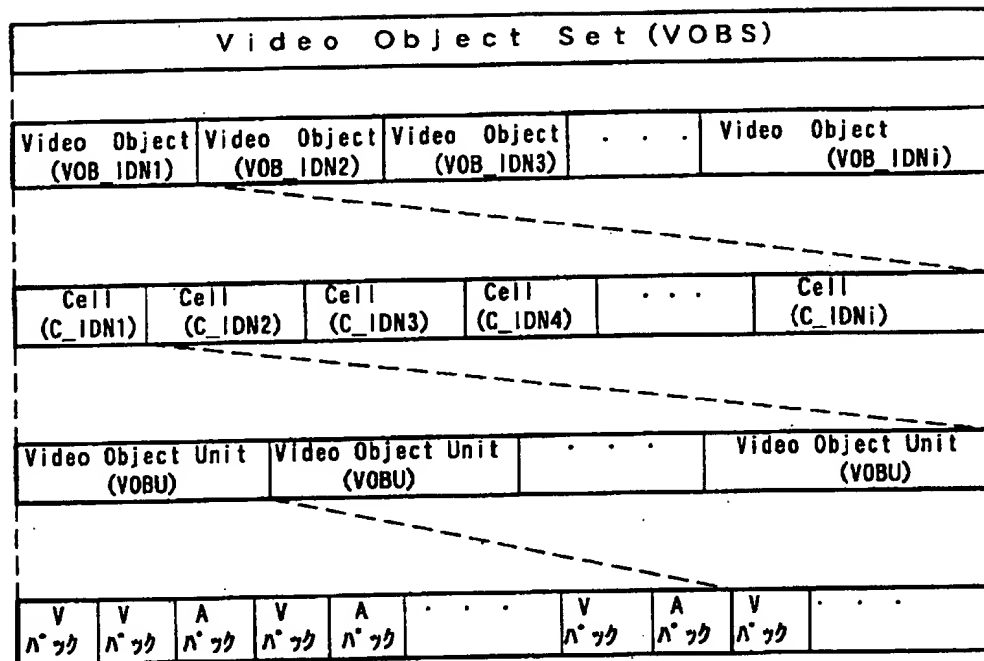 Video Object Set (VOBS)
Video Object Video Object Video Object . . . Video Object
(VOB_IDN1) (VOB_IDN2) (VOB_IDN3) (VOB_IDNi)
Cell Cell Cell Cell . . . Cell
(C_IDN1) (C_IDN2) (C_IDN3) (C_IDN4) (C_IDNi)
Video Object Unit Video Object Unit . . . Video Object Unit
(VOBU) (VOBU) (VOBU)
V V A V A . . . V A V . . .
パック パック パック パック パック パック パック パック